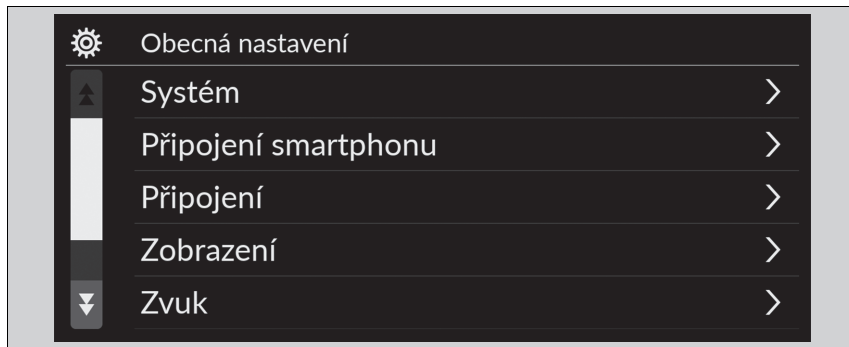 Obecná nastavení
Systém
Připojení smartphonu
Připojení
Zobrazení
Zvuk